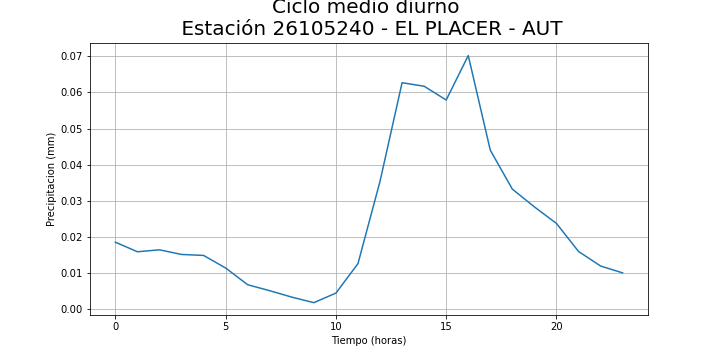 Ciclo medio diurno
Estación 26105240 - EL PLACER - AUT
0.07
0.06
0.05
0.04
0.03
0.02
0.01
0.00
Precipitacion (mm)
0 5 10 15 20
Tiempo (horas)